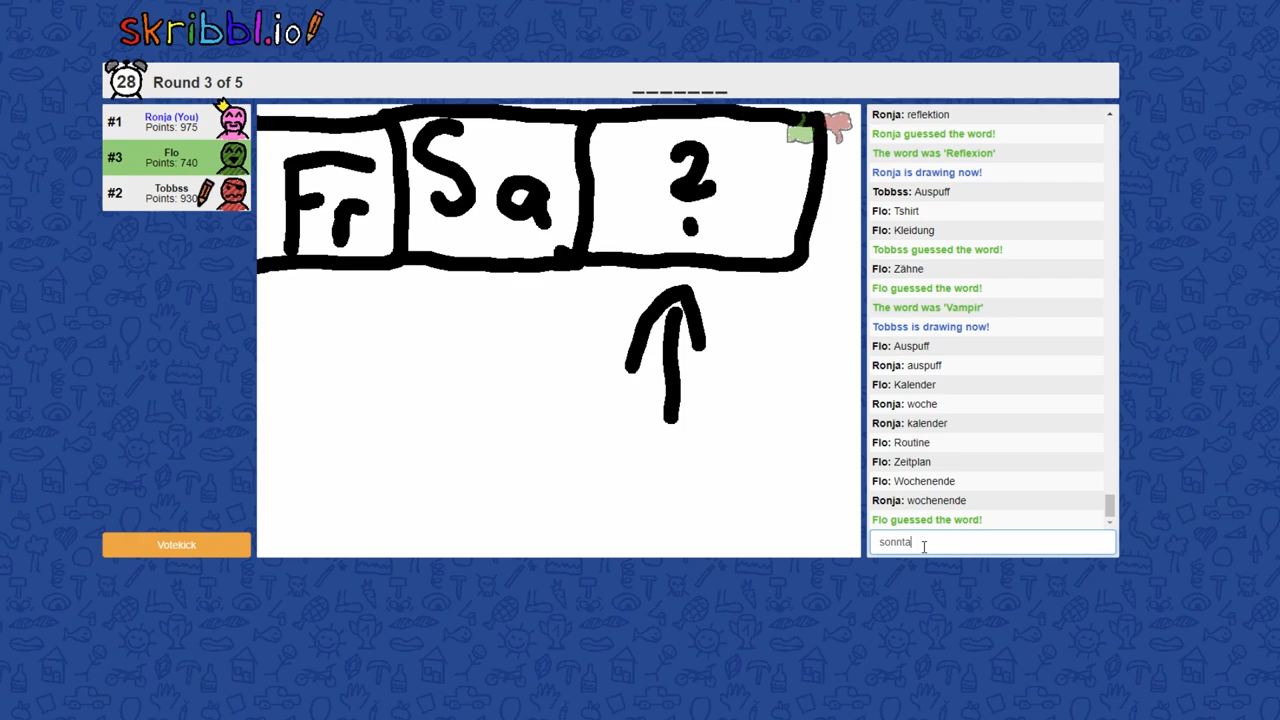 skribbl.io
28 Round 3 of 5
_ _ _ _ _ _ _
#1 Ronja (You)
Points: 975
#3 Flo
Points: 740
#2 Tobbss
Points: 930
Fr Sa ?
Ronja: reflektion
Ronja guessed the word!
The word was 'Reflexion'
Ronja is drawing now!
Tobbss: Auspuff
Flo: Tshirt
Flo: Kleidung
Tobbss guessed the word!
Flo: Zähne
Flo guessed the word!
The word was 'Vampir'
Tobbss is drawing now!
Flo: Auspuff
Ronja: auspuff
Flo: Kalender
Ronja: woche
Ronja: kalender
Flo: Routine
Flo: Zeitplan
Flo: Wochenende
Ronja: wochenende
Flo guessed the word!
sonnta
Votekick